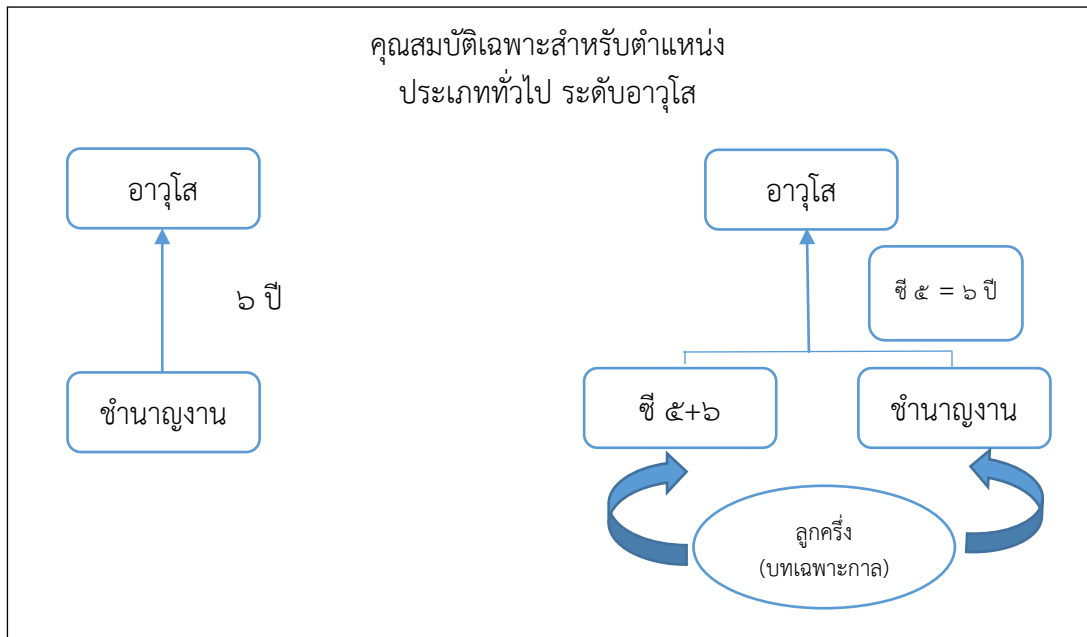 คุณสมบัติเฉพาะสำหรับตำแหน่ง
ประเภททั่วไป ระดับอาวุโส
อาวุโส
๖ ปี
ชำนาญงาน
อาวุโส
ซี ๕ = ๖ ปี
ซี ๕+๖
ชำนาญงาน
ลูกครึ่ง
(บทเฉพาะกาล)